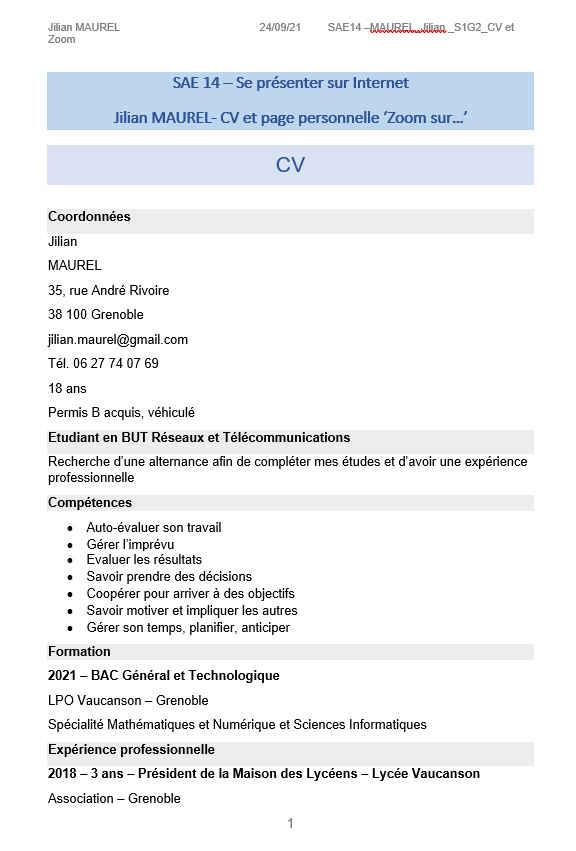 Jilian MAUREL 24/09/21 SAE14 –MAUREL_Jilian _S1G2_CV et
Zoom
SAE 14 – Se présenter sur Internet
Jilian MAUREL- CV et page personnelle ‘Zoom sur…’
CV
Coordonnées
Jilian
MAUREL
35, rue André Rivoire
38 100 Grenoble
jilian.maurel@gmail.com
Tél. 06 27 74 07 69
18 ans
Permis B acquis, véhiculé
Etudiant en BUT Réseaux et Télécommunications
Recherche d’une alternance afin de compléter mes études et d’avoir une expérience
professionnelle
Compétences
• Auto-évaluer son travail
• Gérer l’imprévu
• Evaluer les résultats
• Savoir prendre des décisions
• Coopérer pour arriver à des objectifs
• Savoir motiver et impliquer les autres
• Gérer son temps, planifier, anticiper
Formation
2021 – BAC Général et Technologique
LPO Vaucanson – Grenoble
Spécialité Mathématiques et Numérique et Sciences Informatiques
Expérience professionnelle
2018 – 3 ans – Président de la Maison des Lycéens – Lycée Vaucanson
Association – Grenoble
1